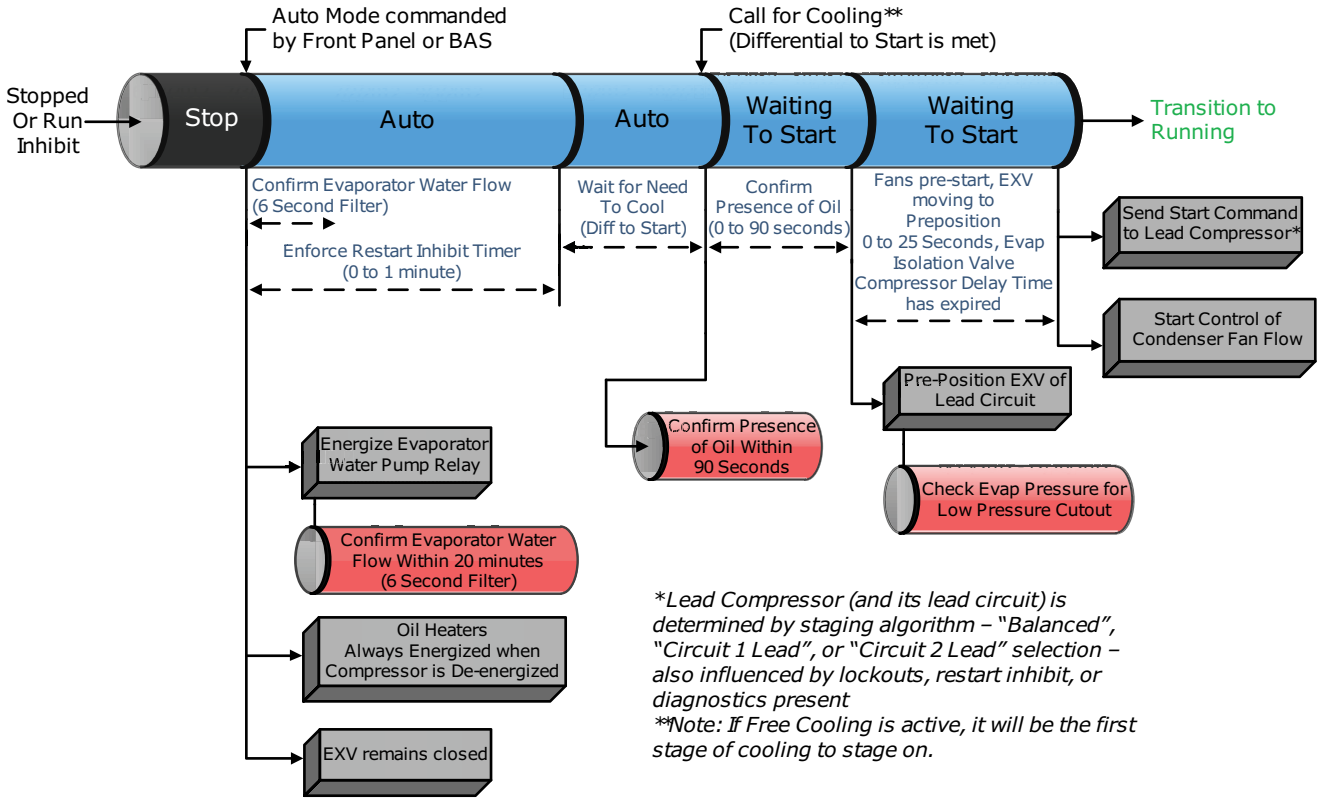 Auto Mode commanded
by Front Panel or BAS
Call for Cooling**
(Differential to Start is met)
Stopped
Or Run
Inhibit
Stop
Auto
Auto
Waiting
To Start
Waiting
To Start
Transition to
Running
Confirm Evaporator Water Flow
(6 Second Filter)
Enforce Restart Inhibit Timer
(0 to 1 minute)
Wait for Need
To Cool
(Diff to Start)
Confirm
Presence of Oil
(0 to 90 seconds)
Fans pre-start, EXV
moving to
Preposition
0 to 25 Seconds, Evap
Isolation Valve
Compressor Delay Time
has expired
Send Start Command
to Lead Compressor*
Start Control of
Condenser Fan Flow
Pre-Position EXV of
Lead Circuit
Check Evap Pressure for
Low Pressure Cutout
Confirm Presence
of Oil Within
90 Seconds
Energize Evaporator
Water Pump Relay
Confirm Evaporator Water
Flow Within 20 minutes
(6 Second Filter)
Oil Heaters
Always Energized when
Compressor is De-energized
EXV remains closed
*Lead Compressor (and its lead circuit) is
determined by staging algorithm – “Balanced”,
“Circuit 1 Lead”, or “Circuit 2 Lead” selection –
also influenced by lockouts, restart inhibit, or
diagnostics present
**Note: If Free Cooling is active, it will be the first
stage of cooling to stage on.